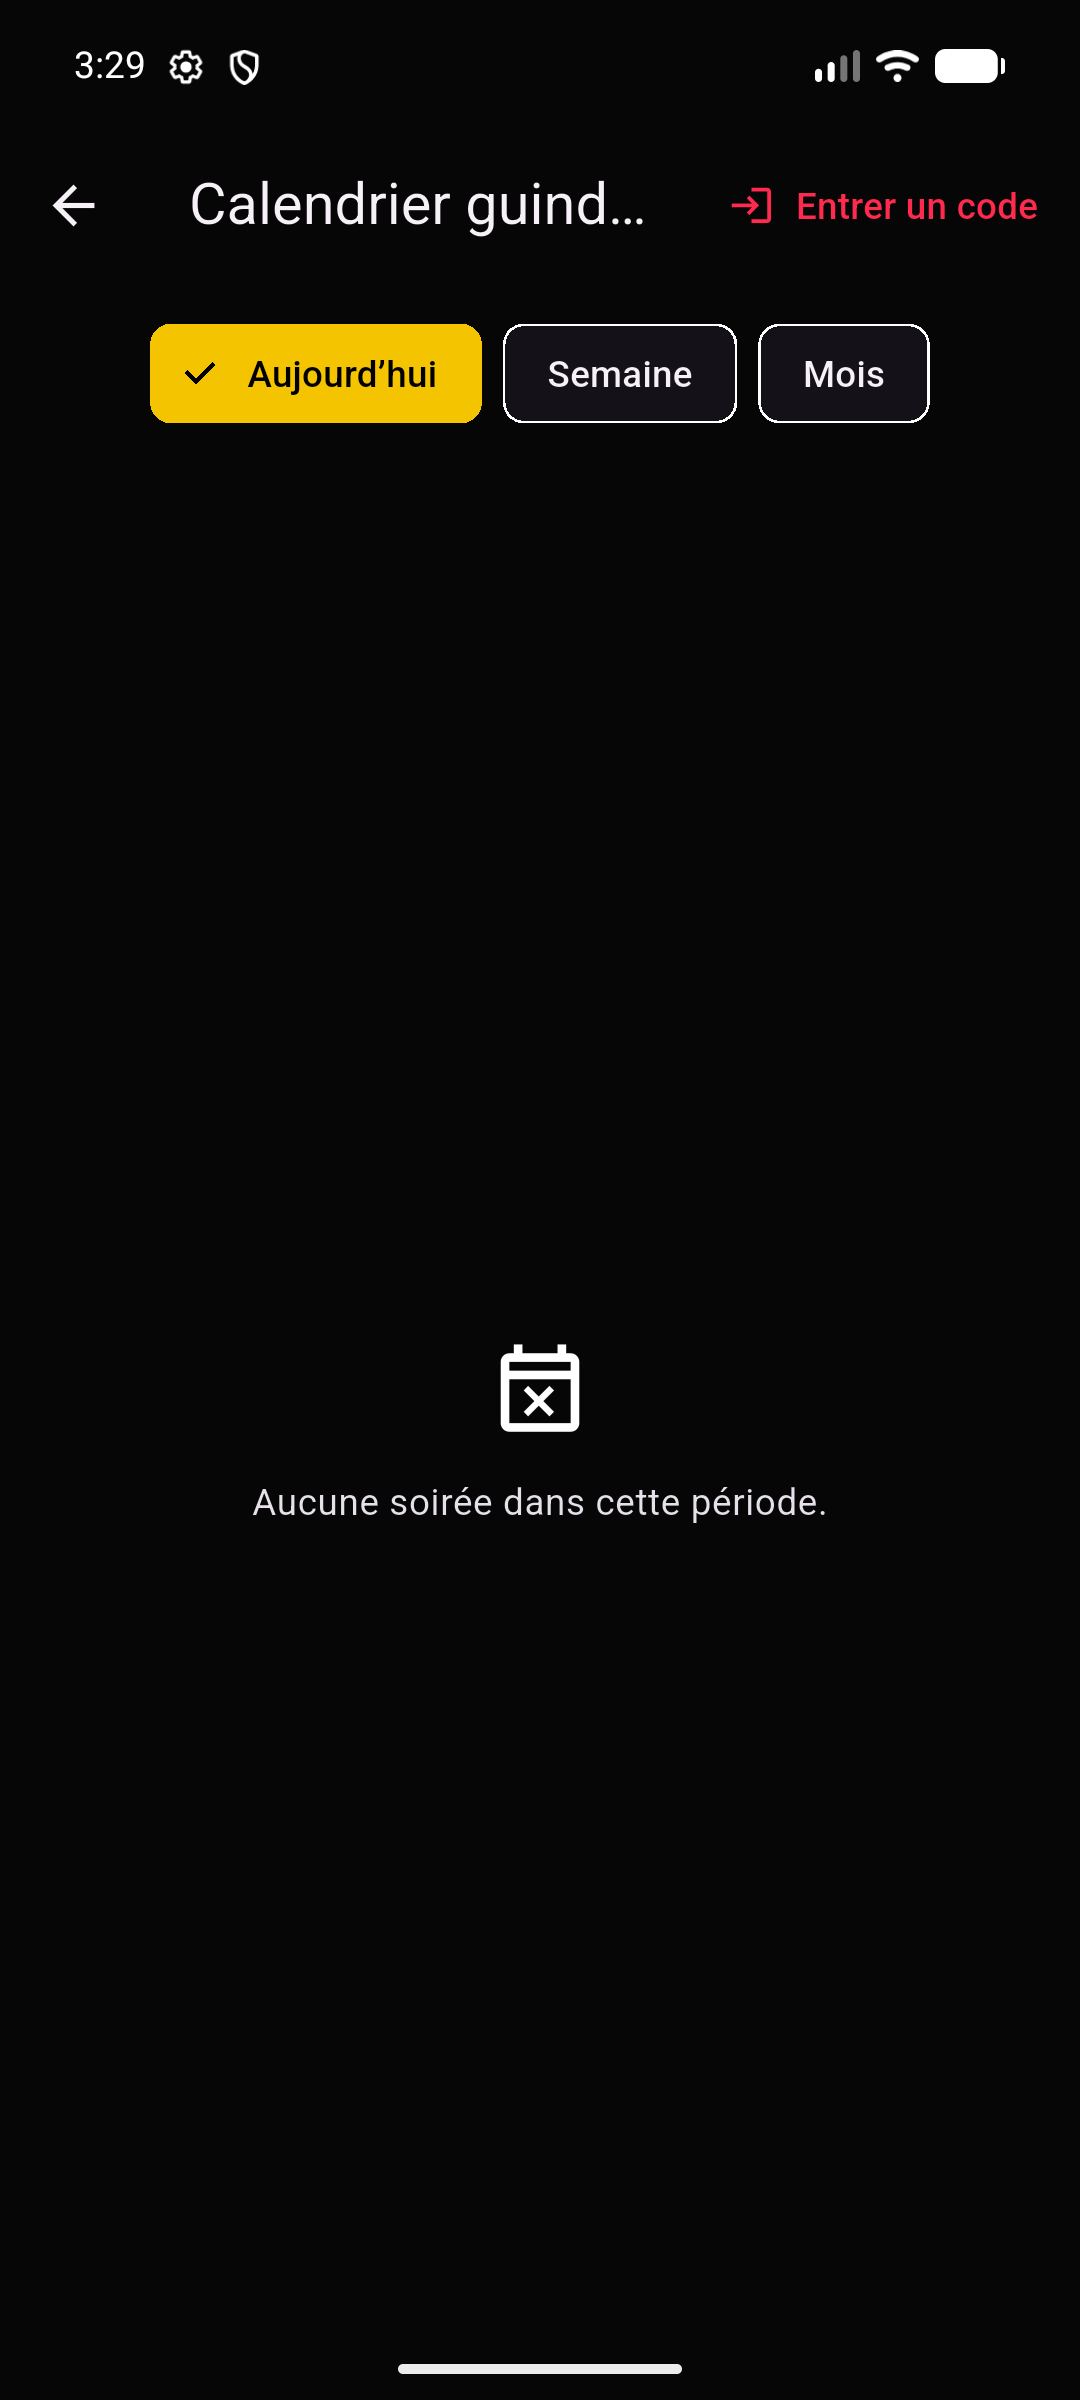 3:29
Calendrier guind...
Entrer un code
Aujourd’hui
Semaine
Mois
Aucune soirée dans cette période.